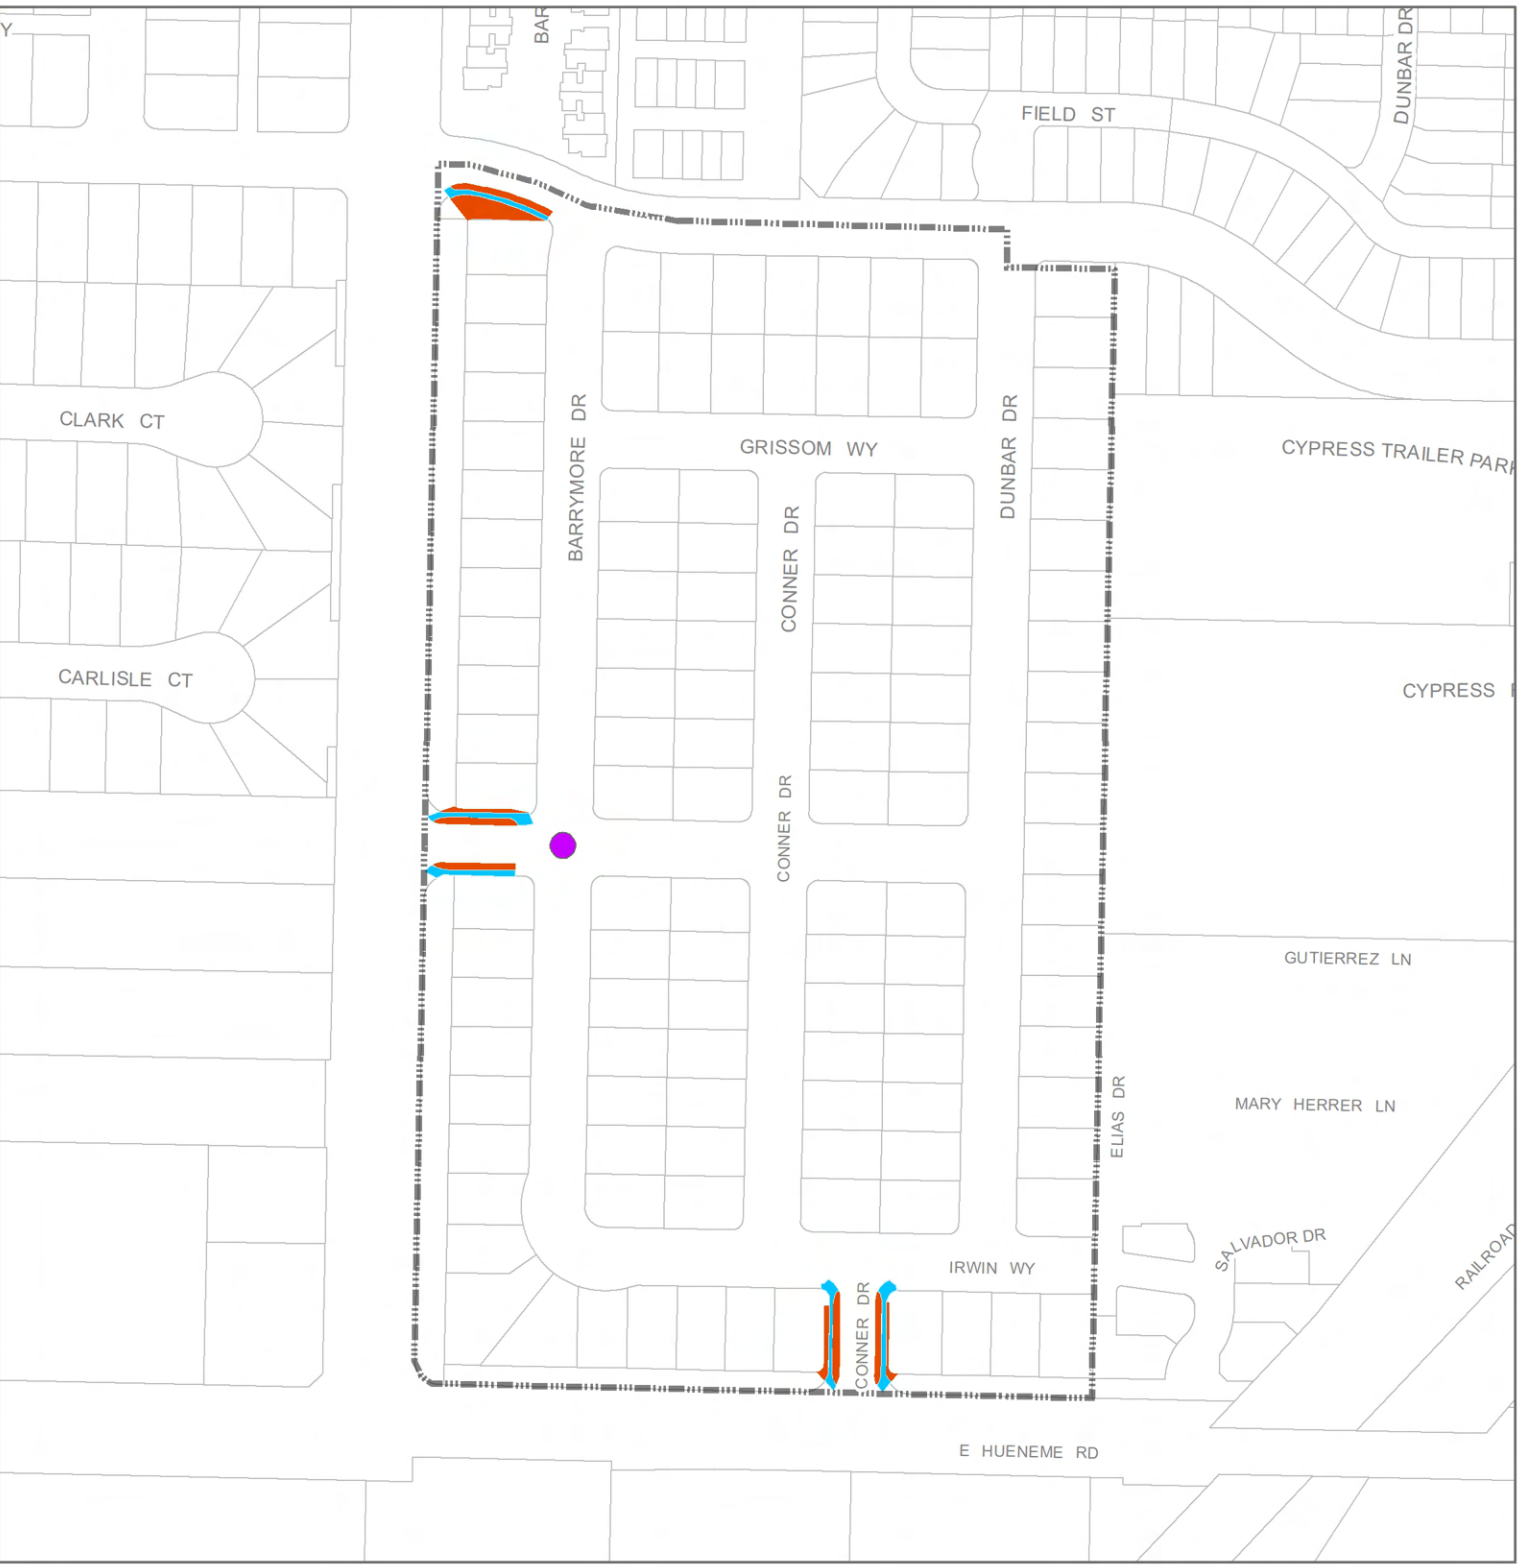 Y
BAR
DUNBAR DR
FIELD ST
CLARK CT
BARRYMORE DR
GRISSOM WY
DUNBAR DR
CYPRESS TRAILER PARK
CONNER DR
CARLISLE CT
CYPRESS
CONNER DR
GUTIERREZ LN
ELIAS DR
MARY HERRER LN
SALVADOR DR
RAILROAD
IRWIN WY
CONNER DR
E HUENEME RD